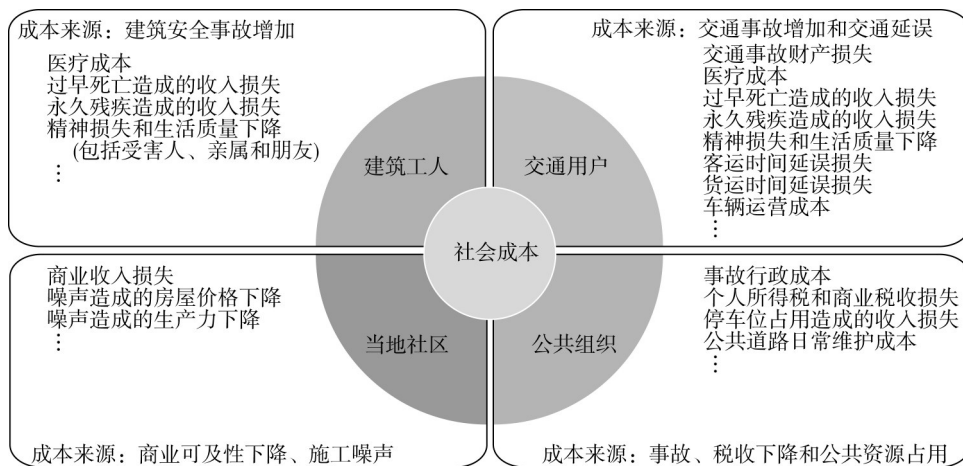 成本来源：建筑安全事故增加
医疗成本
过早死亡造成的收入损失
永久残疾造成的收入损失
精神损失和生活质量下降
(包括受害人、亲属和朋友)
⋮
建筑工人
成本来源：交通事故增加和交通延误
交通事故财产损失
医疗成本
过早死亡造成的收入损失
永久残疾造成的收入损失
精神损失和生活质量下降
客运时间延误损失
货运时间延误损失
车辆运营成本
⋮
交通用户
社会成本
商业收入损失
噪声造成的房屋价格下降
噪声造成的生产力下降
⋮
当地社区
成本来源：商业可及性下降、施工噪声
事故行政成本
个人所得税和商业税收损失
停车位占用造成的收入损失
公共道路日常维护成本
⋮
公共组织
成本来源：事故、税收下降和公共资源占用